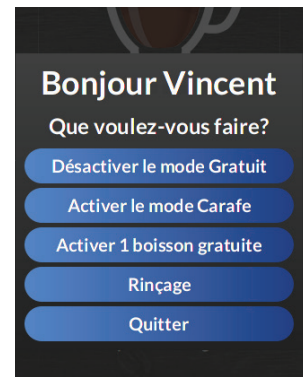 Bonjour Vincent
Que voulez-vous faire?
Désactiver le mode Gratuit
Activer le mode Carafe
Activer 1 boisson gratuite
Rinçage
Quitter